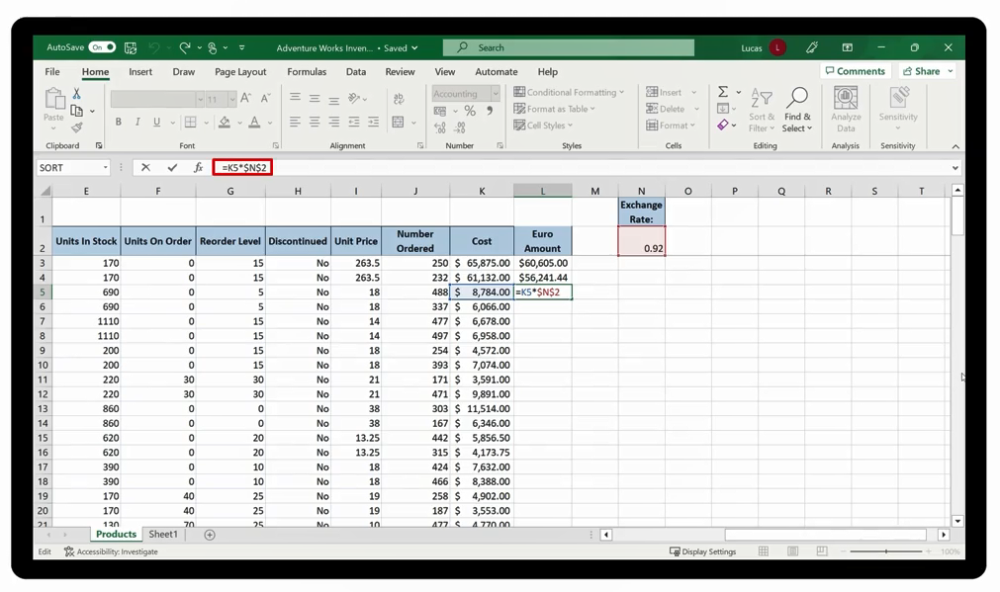 AutoSave On Adventure Works Inven... • Saved Search Lucas L
File Home Insert Draw Page Layout Formulas Data Review View Automate Help Comments Share
Paste
11 A A
B I U A
ab
Accounting
% 9
Conditional Formatting
Format as Table
Cell Styles
Insert
Delete
Format
Σ
Sort & Filter
Find & Select
Analyze Data
Sensitivity
Clipboard Font Alignment Number Styles Cells Editing Analysis Sensitivity
SORT fx =K5*$N$2
E F G H I J K L M N O P Q R S T
1 Exchange Rate:
2 Units In Stock Units On Order Reorder Level Discontinued Unit Price Number Ordered Cost Euro Amount 0.92
3 170 0 15 No 263.5 250 $ 65,875.00 $60,605.00
4 170 0 15 No 263.5 232 $ 61,132.00 $56,241.44
5 690 0 5 No 18 488 $ 8,784.00 =K5*$N$2
6 690 0 5 No 18 337 $ 6,066.00
7 1110 0 15 No 14 477 $ 6,678.00
8 1110 0 15 No 14 497 $ 6,958.00
9 200 0 15 No 18 254 $ 4,572.00
10 200 0 15 No 18 393 $ 7,074.00
11 220 30 30 No 21 171 $ 3,591.00
12 220 30 30 No 21 471 $ 9,891.00
13 860 0 0 No 38 303 $ 11,514.00
14 860 0 0 No 38 167 $ 6,346.00
15 620 0 20 No 13.25 442 $ 5,856.50
16 620 0 20 No 13.25 315 $ 4,173.75
17 390 0 10 No 18 424 $ 7,632.00
18 390 0 10 No 18 466 $ 8,388.00
19 170 40 25 No 19 258 $ 4,902.00
20 170 40 25 No 19 187 $ 3,553.00
21 130 70 25 No 10 477 $ 4,770.00
Products Sheet1
Edit Accessibility: Investigate Display Settings 100%